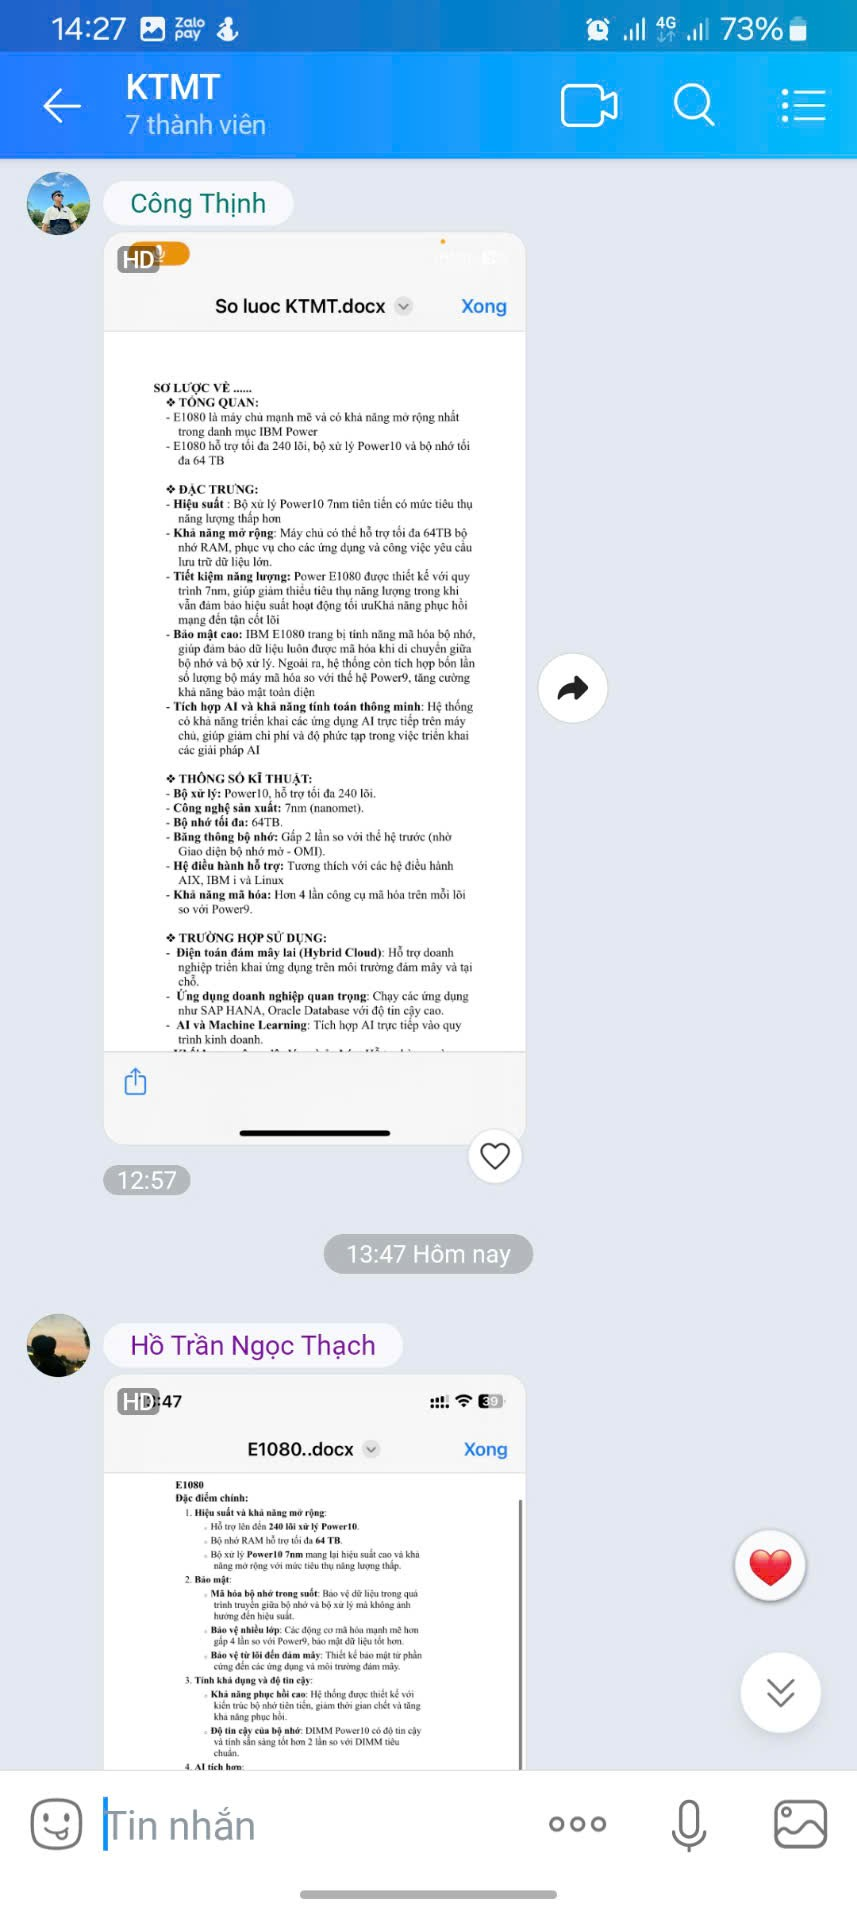 14:27 Zalo pay 4G 73%
KTMT
7 thành viên
Công Thịnh
HD
So luoc KTMT.docx Xong
SƠ LƯỢC VỀ ......
❖ TỔNG QUAN:
- E1080 là máy chủ mạnh mẽ và có khả năng mở rộng nhất
trong danh mục IBM Power
- E1080 hỗ trợ tối đa 240 lõi, bộ xử lý Power10 và bộ nhớ tối
đa 64 TB
❖ ĐẶC TRƯNG:
- Hiệu suất : Bộ xử lý Power10 7nm tiên tiến có mức tiêu thụ
năng lượng thấp hơn
- Khả năng mở rộng: Máy chủ có thể hỗ trợ tối đa 64TB bộ
nhớ RAM, phục vụ cho các ứng dụng và công việc yêu cầu
lưu trữ dữ liệu lớn.
- Tiết kiệm năng lượng: Power E1080 được thiết kế với quy
trình 7nm, giúp giảm thiểu tiêu thụ năng lượng trong khi
vẫn đảm bảo hiệu suất hoạt động tối ưuKhả năng phục hồi
mạng đến tận cốt lõi
- Bảo mật cao: IBM E1080 trang bị tính năng mã hóa bộ nhớ,
giúp đảm bảo dữ liệu luôn được mã hóa khi di chuyển giữa
bộ nhớ và bộ xử lý. Ngoài ra, hệ thống còn tích hợp bốn lần
số lượng bộ máy mã hóa so với thế hệ Power9, tăng cường
khả năng bảo mật toàn diện
- Tích hợp AI và khả năng tính toán thông minh: Hệ thống
có khả năng triển khai các ứng dụng AI trực tiếp trên máy
chủ, giúp giảm chi phí và độ phức tạp trong việc triển khai
các giải pháp AI
❖ THÔNG SỐ KĨ THUẬT:
- Bộ xử lý: Power10, hỗ trợ tối đa 240 lõi.
- Công nghệ sản xuất: 7nm (nanomet).
- Bộ nhớ tối đa: 64TB.
- Băng thông bộ nhớ: Gấp 2 lần so với thế hệ trước (nhờ
Giao diện bộ nhớ mở - OMI).
- Hệ điều hành hỗ trợ: Tương thích với các hệ điều hành
AIX, IBM i và Linux
- Khả năng mã hóa: Hơn 4 lần công cụ mã hóa trên mỗi lõi
so với Power9.
❖ TRƯỜNG HỢP SỬ DỤNG:
- Điện toán đám mây lai (Hybrid Cloud): Hỗ trợ doanh
nghiệp triển khai ứng dụng trên môi trường đám mây và tại
chỗ.
- Ứng dụng doanh nghiệp quan trọng: Chạy các ứng dụng
như SAP HANA, Oracle Database với độ tin cậy cao.
- AI và Machine Learning: Tích hợp AI trực tiếp vào quy
trình kinh doanh.
12:57
13:47 Hôm nay
Hồ Trần Ngọc Thạch
HD :47 39
E1080..docx Xong
E1080
Đặc điểm chính:
1. Hiệu suất và khả năng mở rộng:
Hỗ trợ lên đến 240 lõi xử lý Power10.
Bộ nhớ RAM hỗ trợ tối đa 64 TB.
Bộ xử lý Power10 7nm mang lại hiệu suất cao và khả
năng mở rộng với mức tiêu thụ năng lượng thấp.
2. Bảo mật:
Mã hóa bộ nhớ trong suốt: Bảo vệ dữ liệu trong quá
trình truyền giữa bộ nhớ và bộ xử lý mà không ảnh
hưởng đến hiệu suất.
Bảo vệ nhiều lớp: Các động cơ mã hóa mạnh mẽ hơn
gấp 4 lần so với Power9, bảo mật dữ liệu tốt hơn.
Bảo vệ từ lõi đến đám mây: Thiết kế bảo mật từ phần
cứng đến các ứng dụng và môi trường đám mây.
3. Tính khả dụng và độ tin cậy:
Khả năng phục hồi cao: Hệ thống được thiết kế với
kiến trúc bộ nhớ tiên tiến, giảm thời gian chết và tăng
khả năng phục hồi.
Độ tin cậy của bộ nhớ: DIMM Power10 có độ tin cậy
và tính sẵn sàng tốt hơn 2 lần so với DIMM tiêu
chuẩn.
4. AI tích hợp:
Tin nhắn